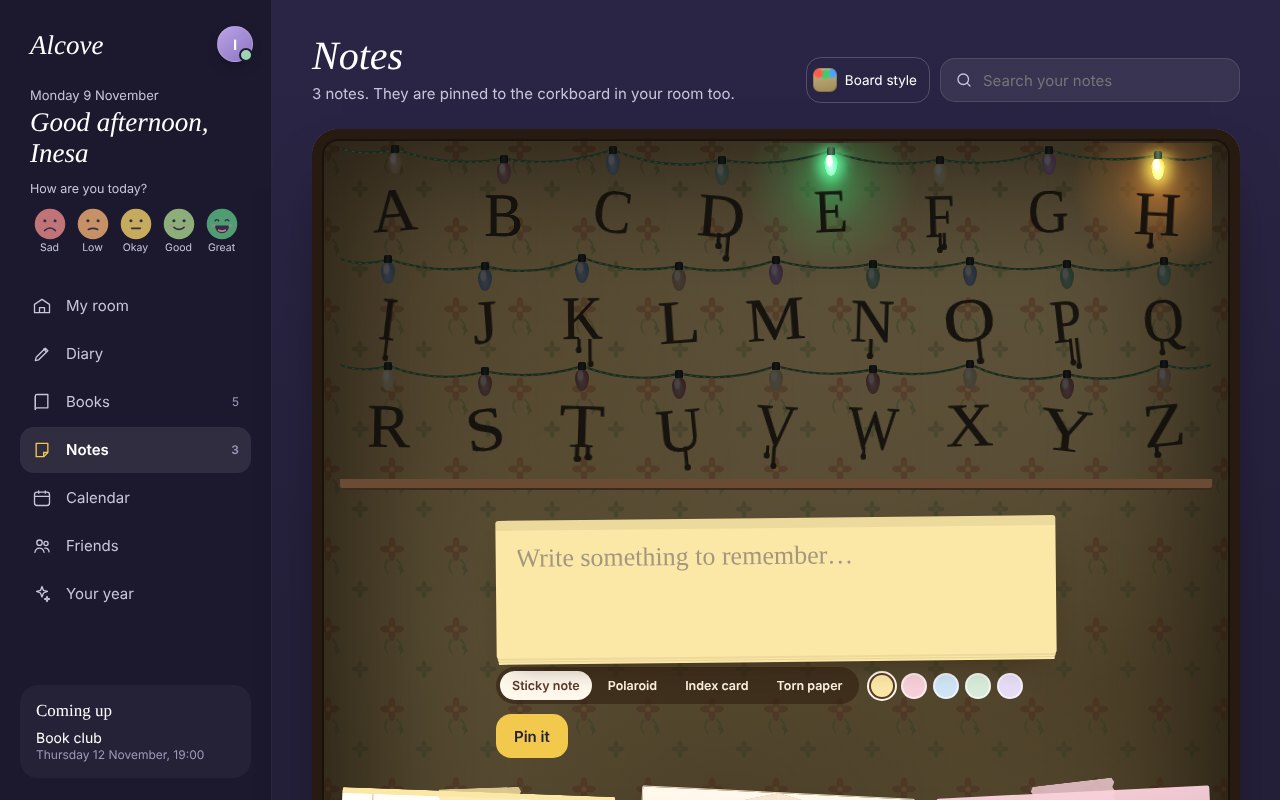 Alcove
I
Monday 9 November
Good afternoon,
Inesa
How are you today?
Sad Low Okay Good Great
My room
Diary
Books 5
Notes 3
Calendar
Friends
Your year
Coming up
Book club
Thursday 12 November, 19:00
Notes
3 notes. They are pinned to the corkboard in your room too.
Board style
Search your notes
A B C D E F G H
I J K L M N O P Q
R S T U V W X Y Z
Write something to remember…
Sticky note Polaroid Index card Torn paper
Pin it